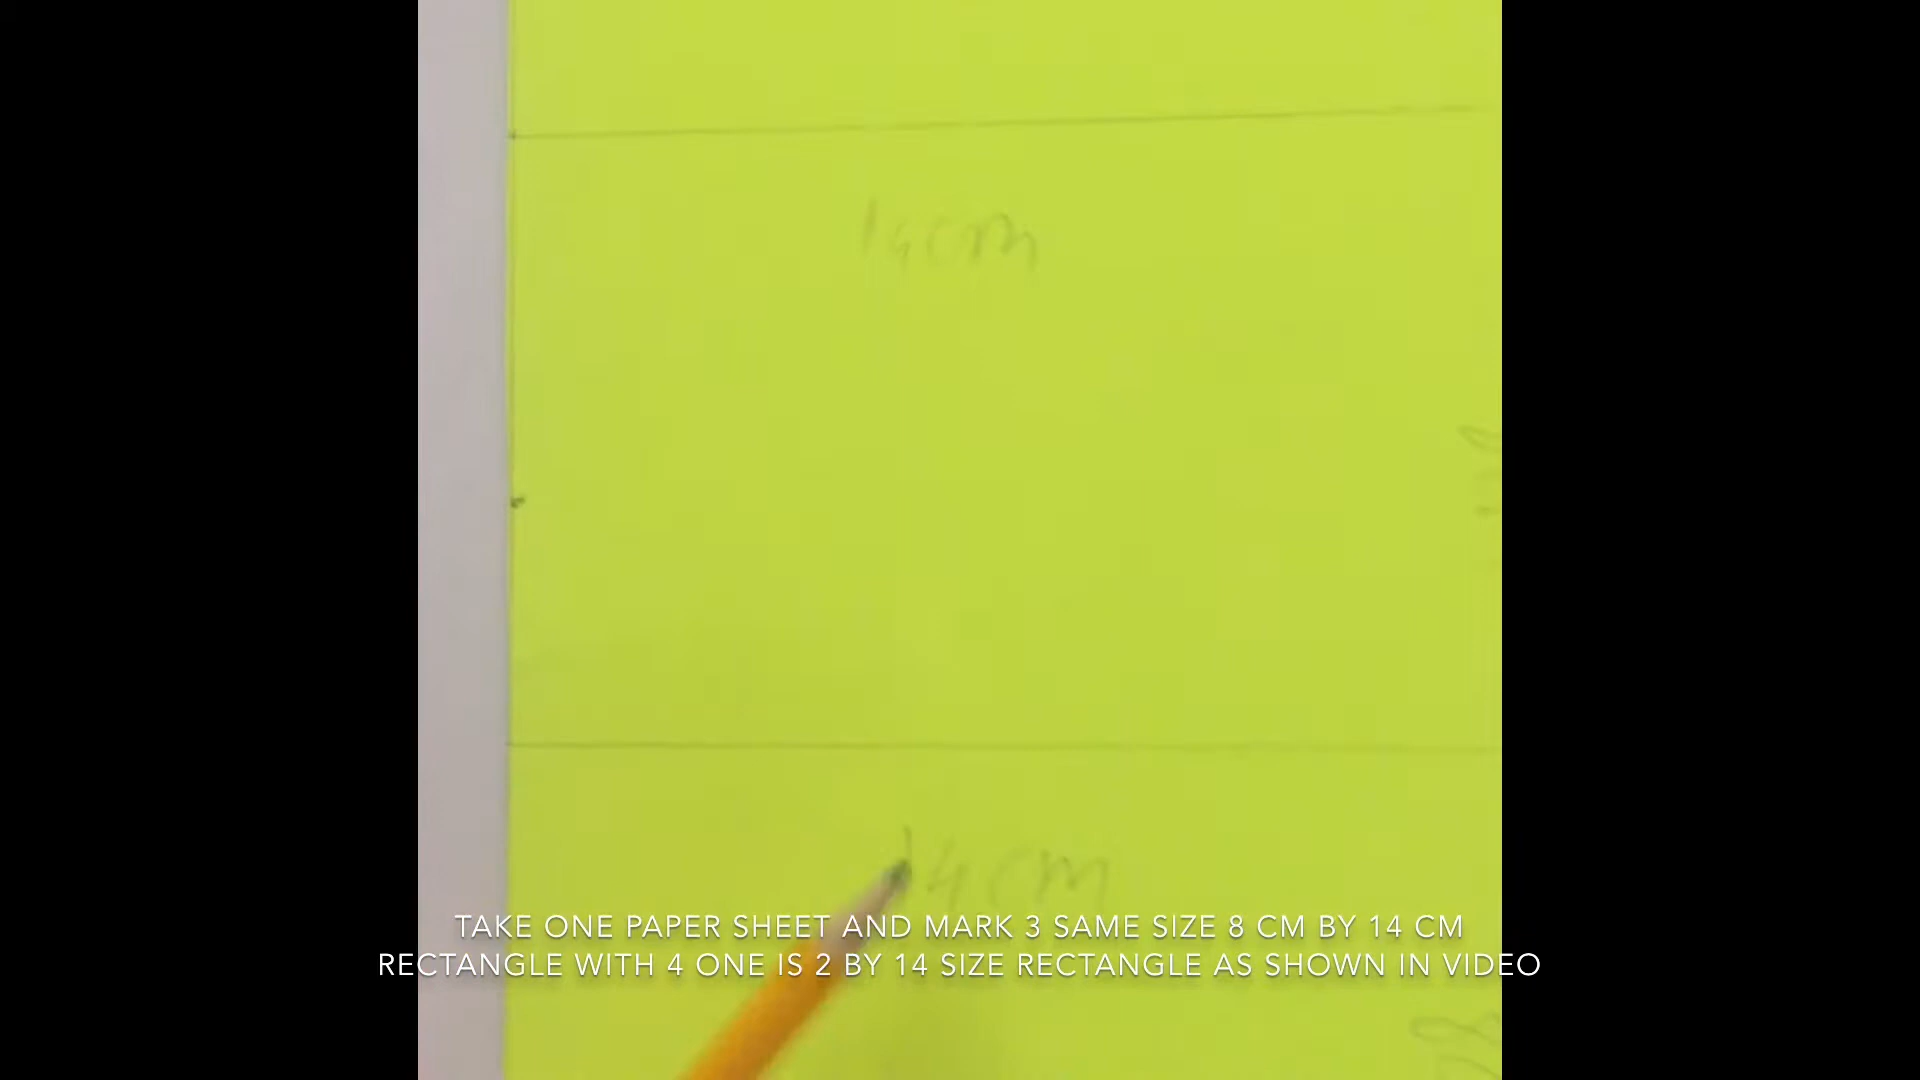 14cm
14cm
TAKE ONE PAPER SHEET AND MARK 3 SAME SIZE 8 CM BY 14 CM
RECTANGLE WITH 4 ONE IS 2 BY 14 SIZE RECTANGLE AS SHOWN IN VIDEO